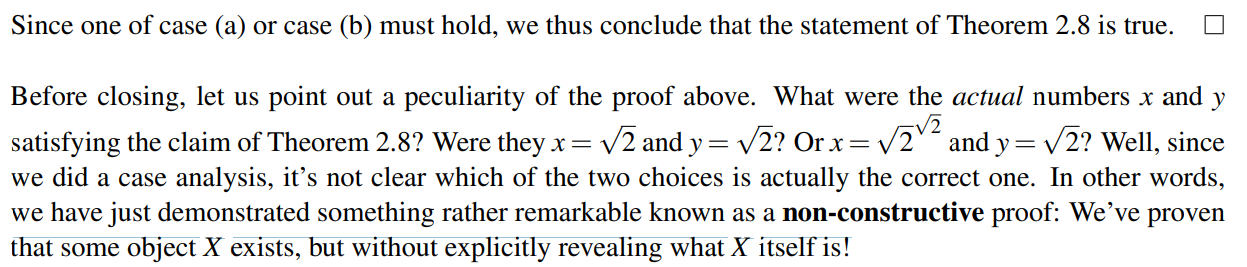 Since one of case (a) or case (b) must hold, we thus conclude that the statement of Theorem 2.8 is true. □
Before closing, let us point out a peculiarity of the proof above. What were the actual numbers x and y
satisfying the claim of Theorem 2.8? Were they x = √2 and y = √2? Or x = √2^√2 and y = √2? Well, since
we did a case analysis, it's not clear which of the two choices is actually the correct one. In other words,
we have just demonstrated something rather remarkable known as a non-constructive proof: We've proven
that some object X exists, but without explicitly revealing what X itself is!